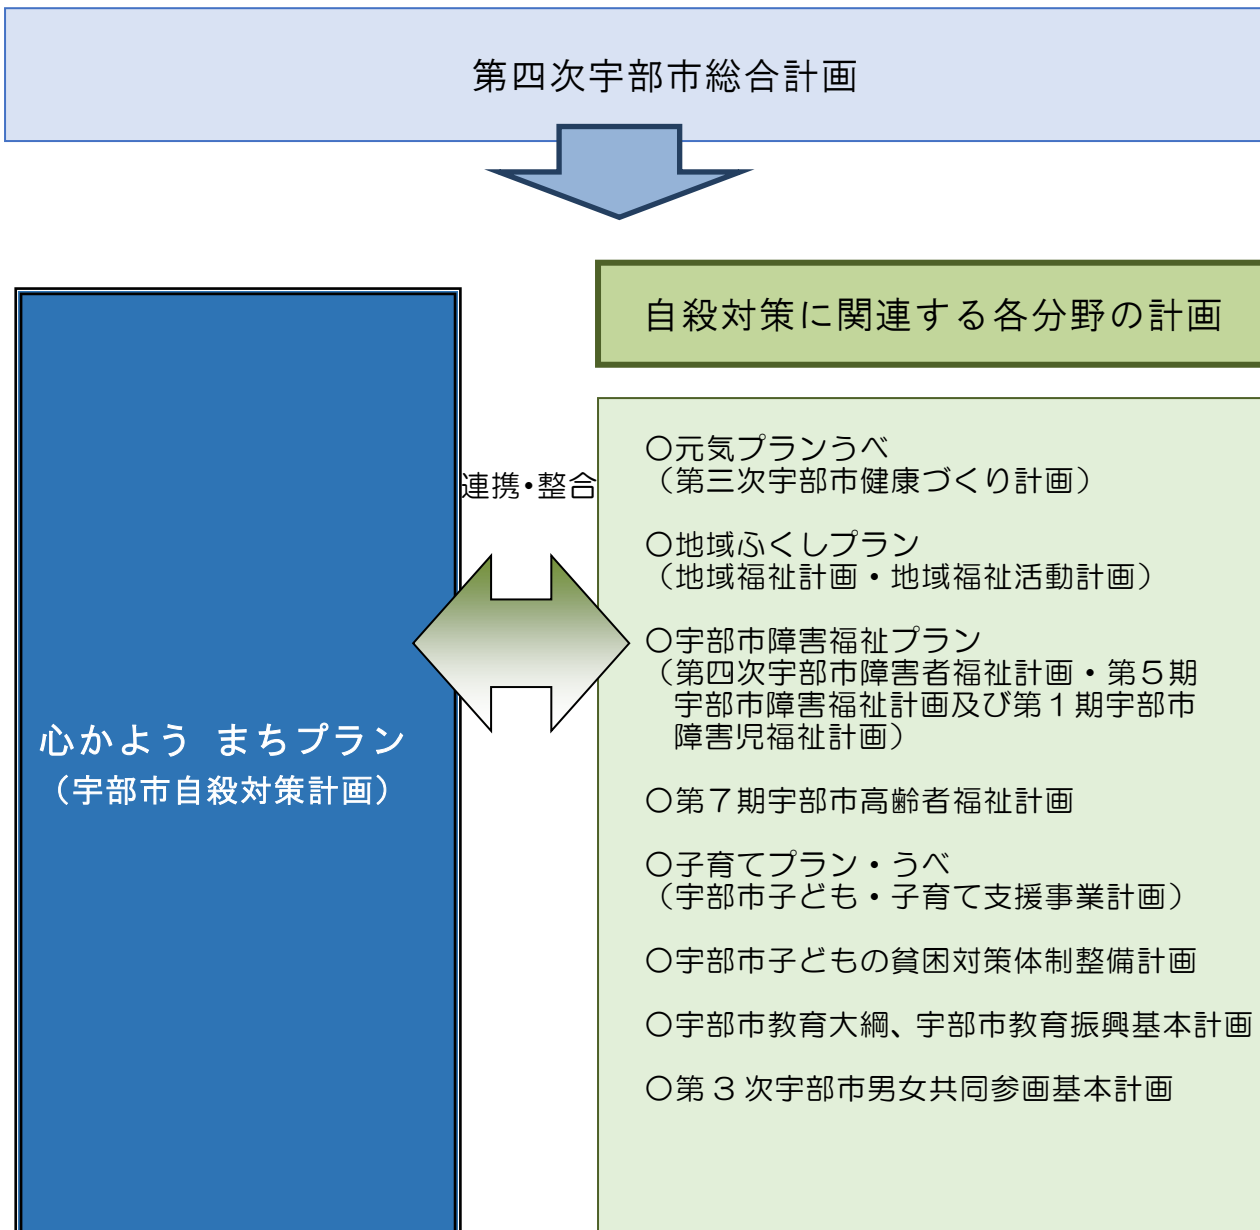 第四次宇部市総合計画
心かよう まちプラン
（宇部市自殺対策計画）
連携・整合
自殺対策に関連する各分野の計画
〇元気プランうべ
（第三次宇部市健康づくり計画）
〇地域ふくしプラン
（地域福祉計画・地域福祉活動計画）
〇宇部市障害福祉プラン
（第四次宇部市障害者福祉計画・第５期
宇部市障害福祉計画及び第１期宇部市
障害児福祉計画）
〇第７期宇部市高齢者福祉計画
〇子育てプラン・うべ
（宇部市子ども・子育て支援事業計画）
〇宇部市子どもの貧困対策体制整備計画
〇宇部市教育大綱、宇部市教育振興基本計画
〇第３次宇部市男女共同参画基本計画